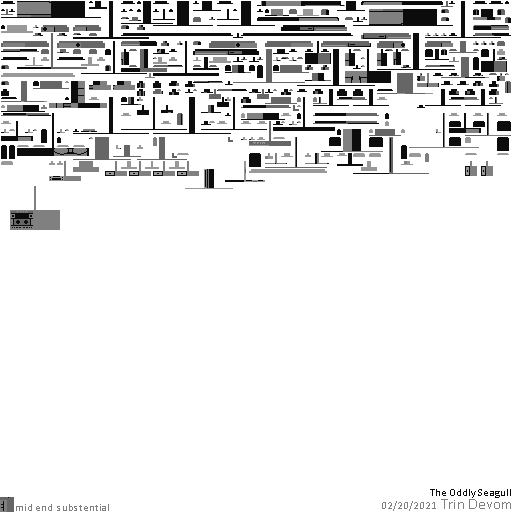 The Oddly Seagull
02/20/2021 Trin Devom
mid end substential